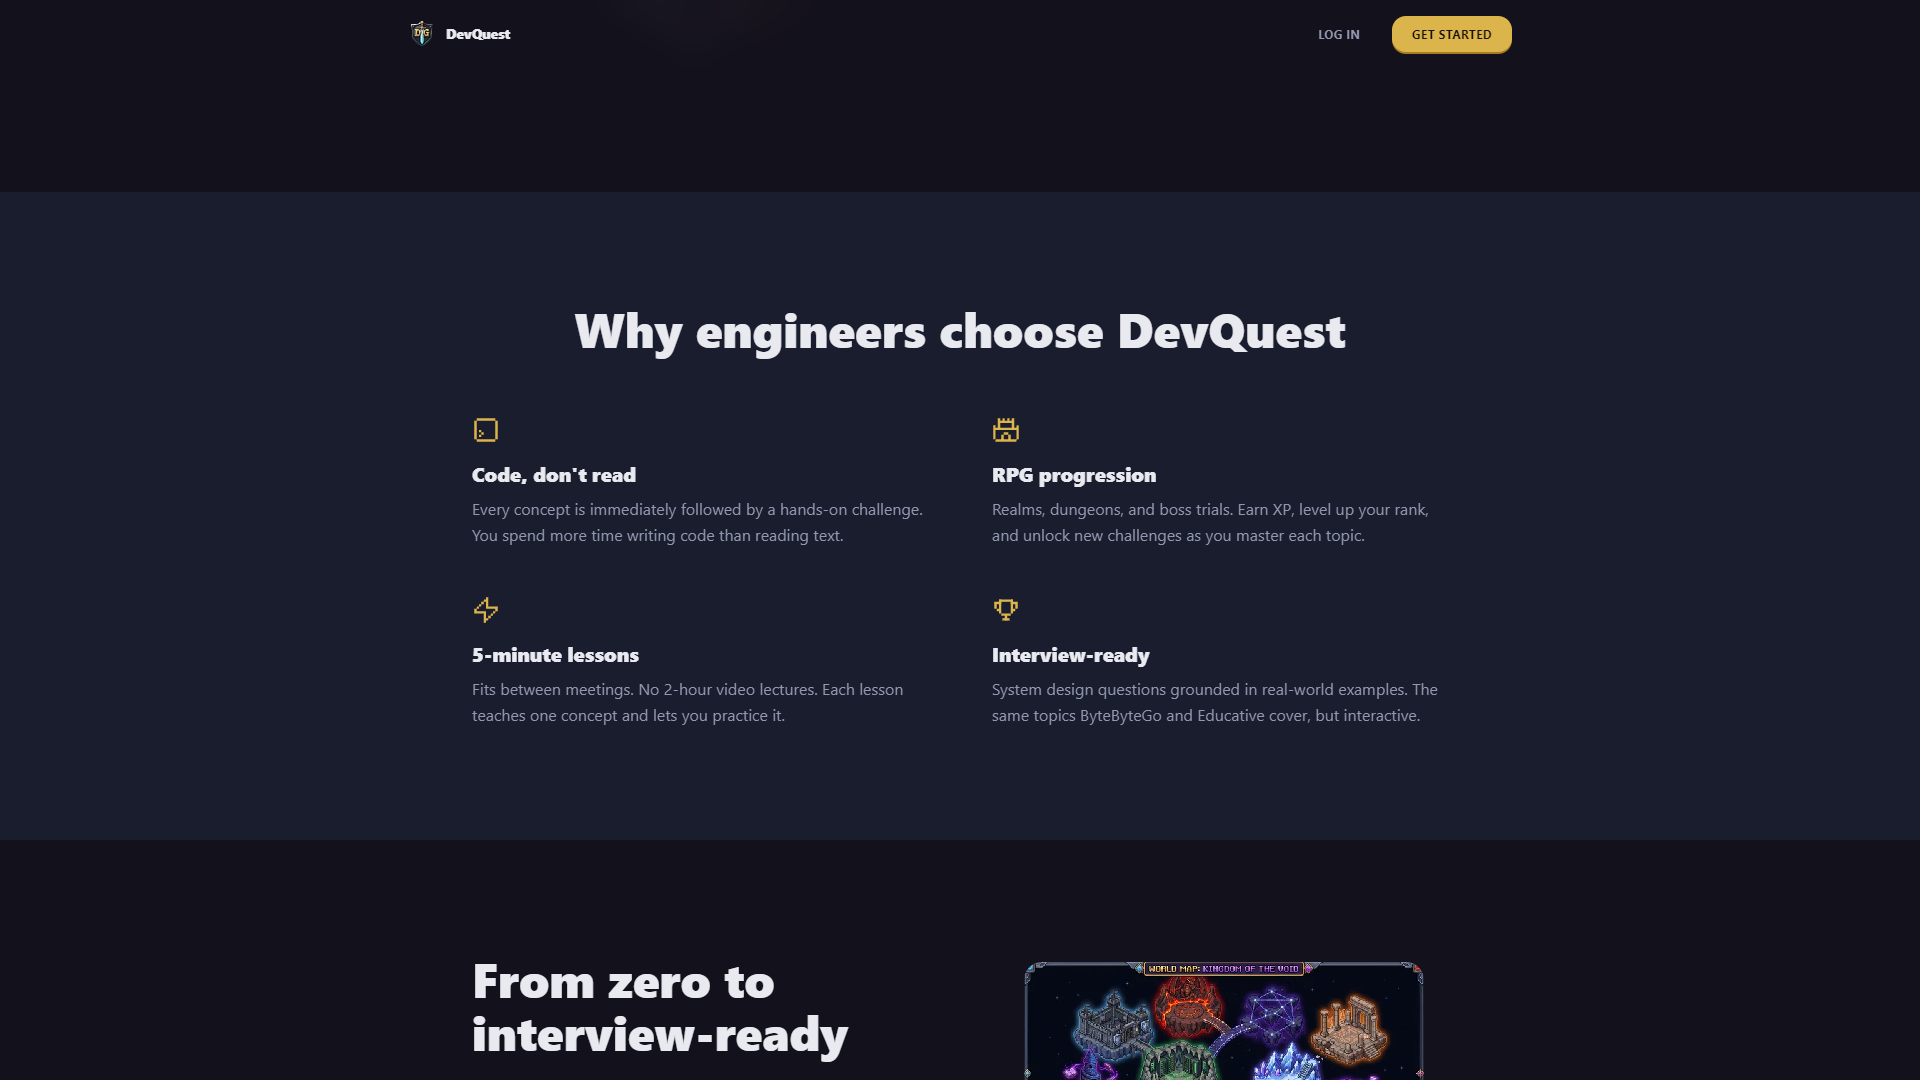 DevQuest
LOG IN
GET STARTED
Why engineers choose DevQuest
Code, don't read
Every concept is immediately followed by a hands-on challenge.
You spend more time writing code than reading text.
RPG progression
Realms, dungeons, and boss trials. Earn XP, level up your rank,
and unlock new challenges as you master each topic.
5-minute lessons
Fits between meetings. No 2-hour video lectures. Each lesson
teaches one concept and lets you practice it.
Interview-ready
System design questions grounded in real-world examples. The
same topics ByteByteGo and Educative cover, but interactive.
From zero to
interview-ready
WORLD MAP: KINGDOM OF THE VOID